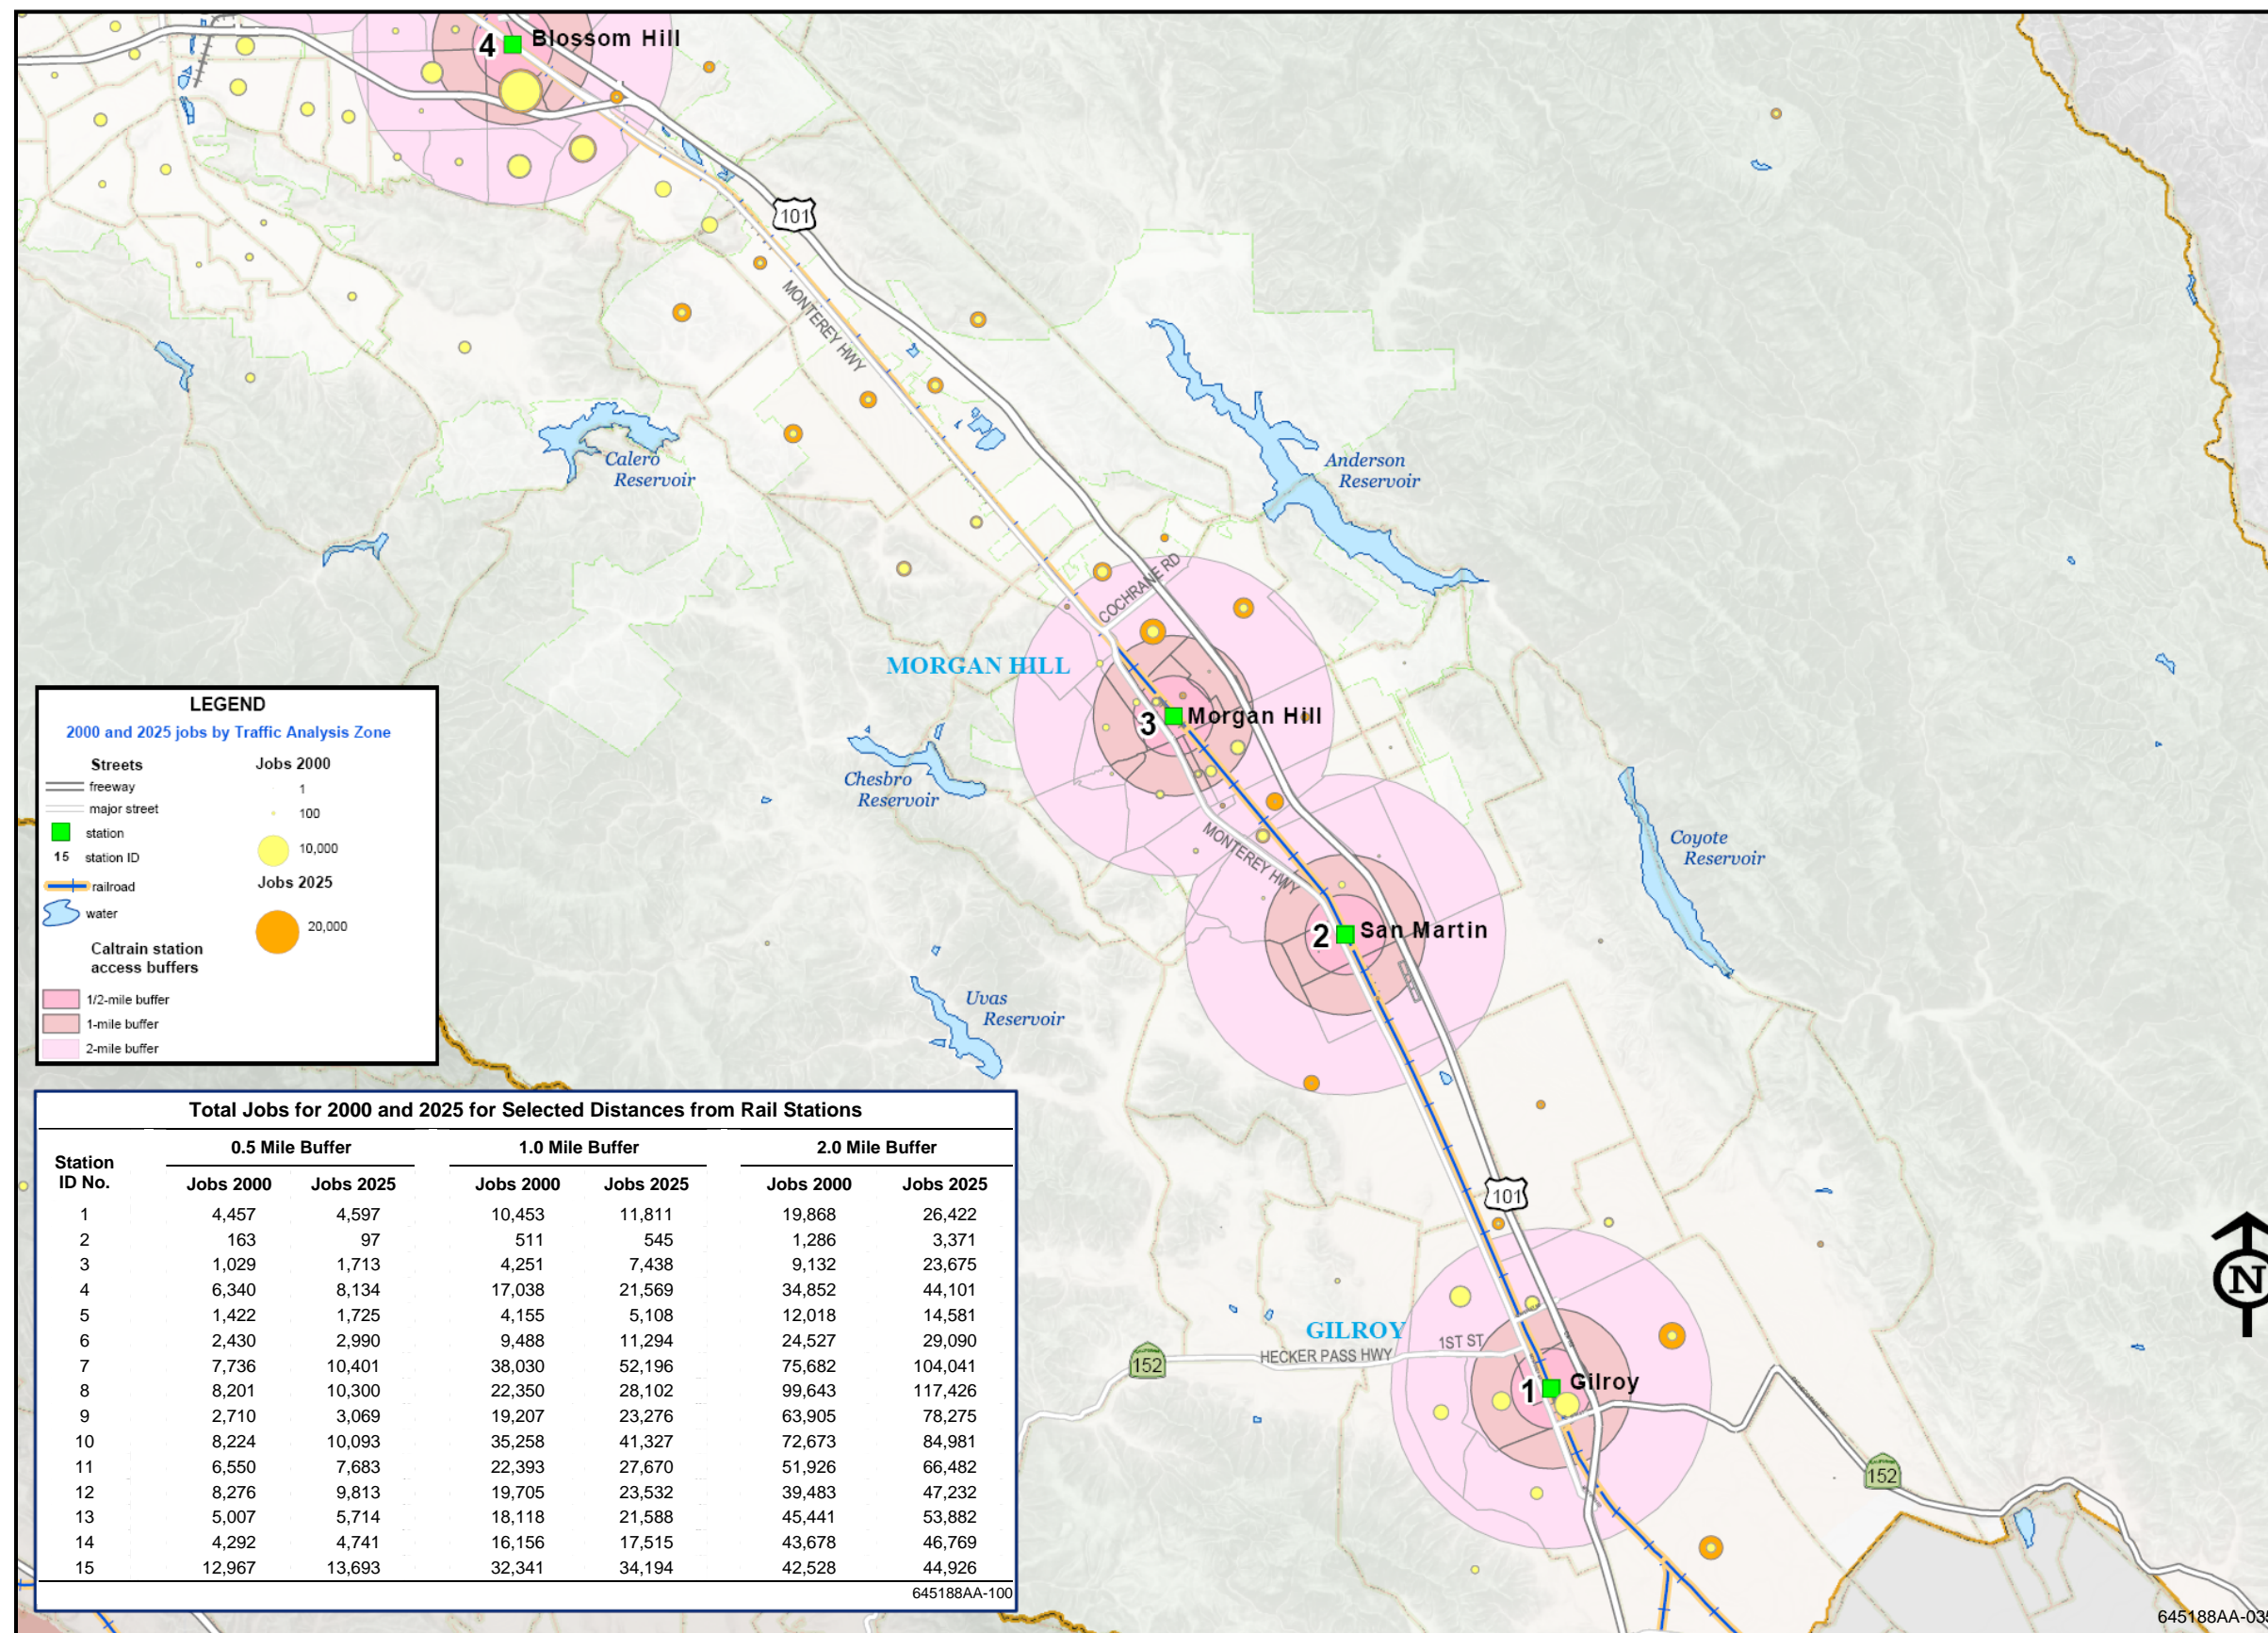 4 Blossom Hill
101
MONTEREY HWY
Calero
Reservoir
Anderson
Reservoir
COCHRANE RD
MORGAN HILL
3 Morgan Hill
Chesbro
Reservoir
MONTEREY HWY
Coyote
Reservoir
2 San Martin
Uvas
Reservoir
101
GILROY
1ST ST
HECKER PASS HWY
152
1 Gilroy
152
N
LEGEND
2000 and 2025 jobs by Traffic Analysis Zone
Streets
freeway
major street
station
15 station ID
railroad
water
Caltrain station
access buffers
1/2-mile buffer
1-mile buffer
2-mile buffer
Jobs 2000
1
100
10,000
Jobs 2025
20,000
Total Jobs for 2000 and 2025 for Selected Distances from Rail Stations
Station
ID No.
0.5 Mile Buffer 1.0 Mile Buffer 2.0 Mile Buffer
Jobs 2000 Jobs 2025 Jobs 2000 Jobs 2025 Jobs 2000 Jobs 2025
1 4,457 4,597 10,453 11,811 19,868 26,422
2 163 97 511 545 1,286 3,371
3 1,029 1,713 4,251 7,438 9,132 23,675
4 6,340 8,134 17,038 21,569 34,852 44,101
5 1,422 1,725 4,155 5,108 12,018 14,581
6 2,430 2,990 9,488 11,294 24,527 29,090
7 7,736 10,401 38,030 52,196 75,682 104,041
8 8,201 10,300 22,350 28,102 99,643 117,426
9 2,710 3,069 19,207 23,276 63,905 78,275
10 8,224 10,093 35,258 41,327 72,673 84,981
11 6,550 7,683 22,393 27,670 51,926 66,482
12 8,276 9,813 19,705 23,532 39,483 47,232
13 5,007 5,714 18,118 21,588 45,441 53,882
14 4,292 4,741 16,156 17,515 43,678 46,769
15 12,967 13,693 32,341 34,194 42,528 44,926
645188AA-100